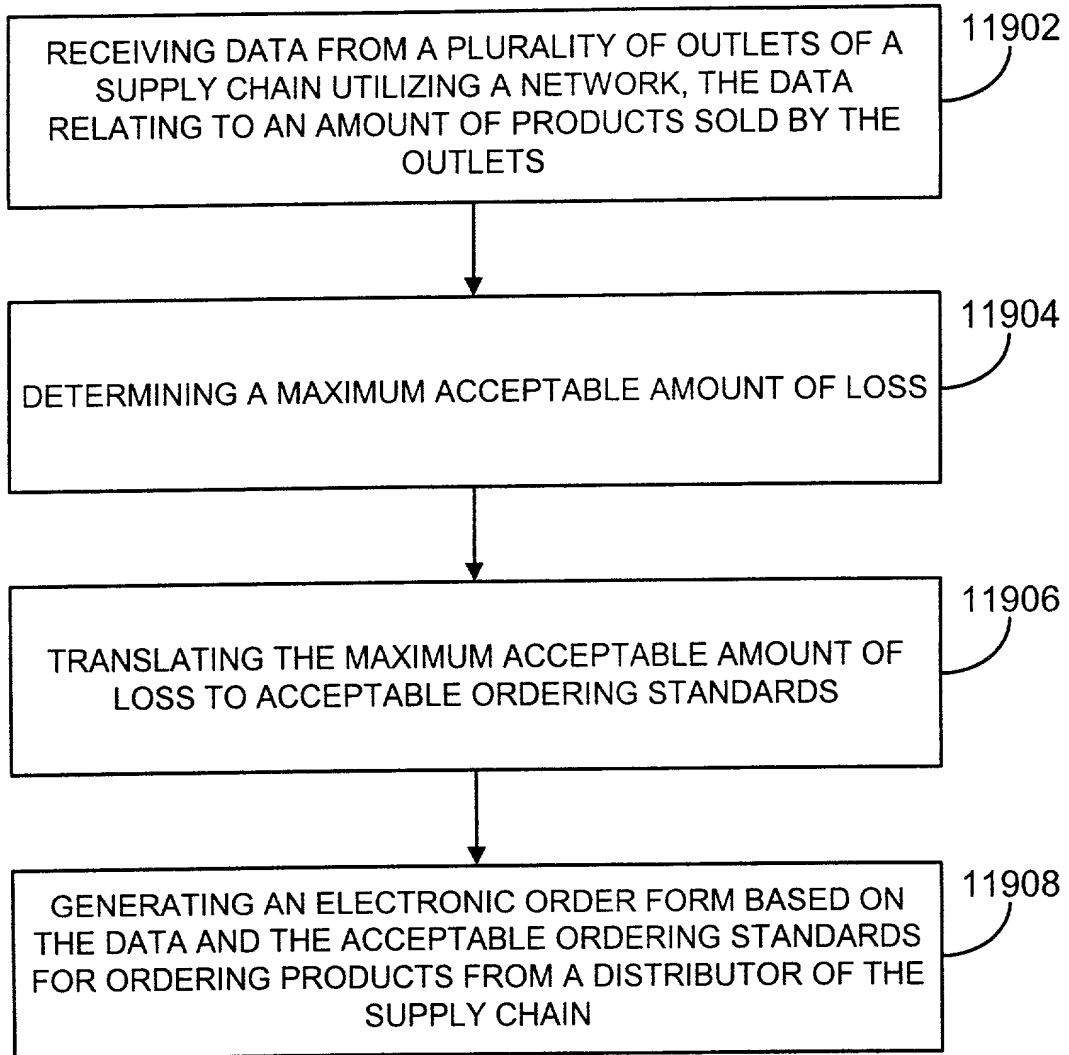 11902
RECEIVING DATA FROM A PLURALITY OF OUTLETS OF A
SUPPLY CHAIN UTILIZING A NETWORK, THE DATA
RELATING TO AN AMOUNT OF PRODUCTS SOLD BY THE
OUTLETS
11904
DETERMINING A MAXIMUM ACCEPTABLE AMOUNT OF LOSS
11906
TRANSLATING THE MAXIMUM ACCEPTABLE AMOUNT OF
LOSS TO ACCEPTABLE ORDERING STANDARDS
11908
GENERATING AN ELECTRONIC ORDER FORM BASED ON
THE DATA AND THE ACCEPTABLE ORDERING STANDARDS
FOR ORDERING PRODUCTS FROM A DISTRIBUTOR OF THE
SUPPLY CHAIN